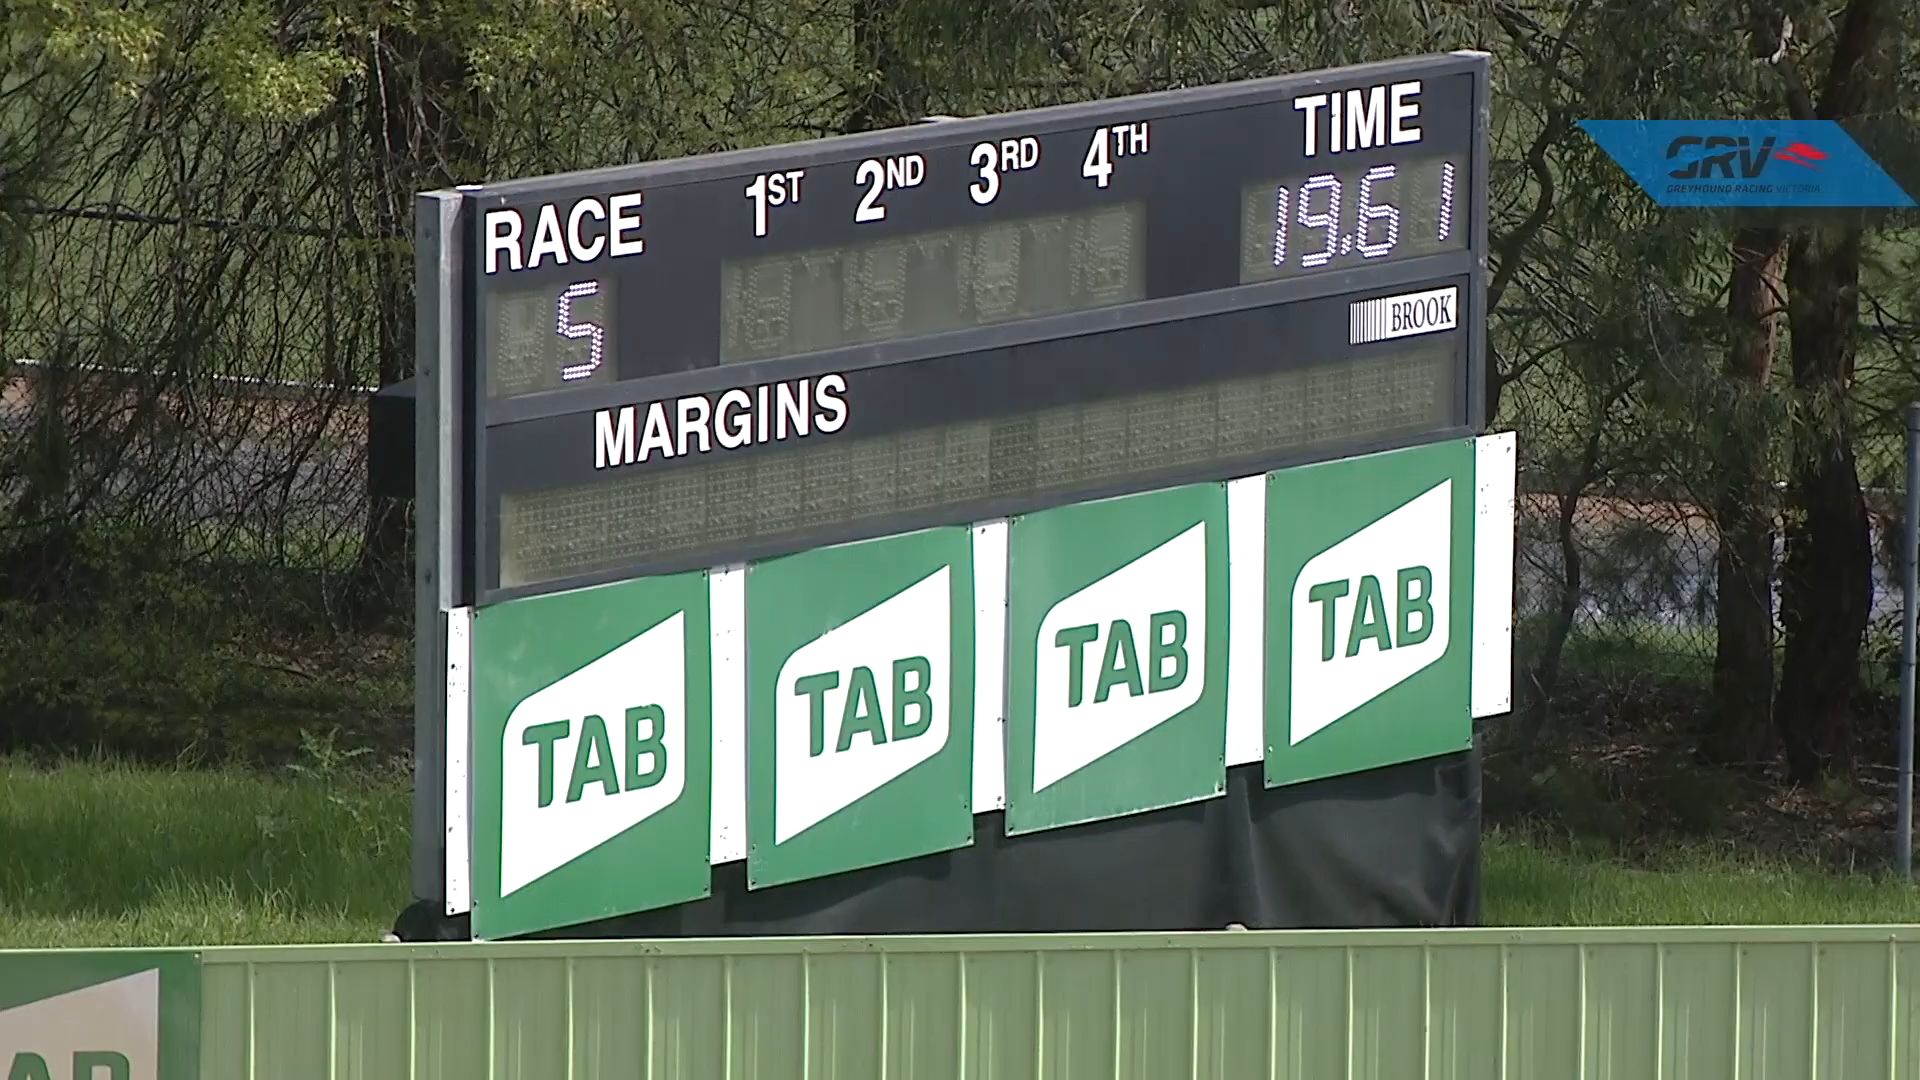 RACE 1ST 2ND 3RD 4TH TIME
5 19.61
BROOK
MARGINS
TAB TAB TAB TAB
GRV
GREYHOUND RACING VICTORIA